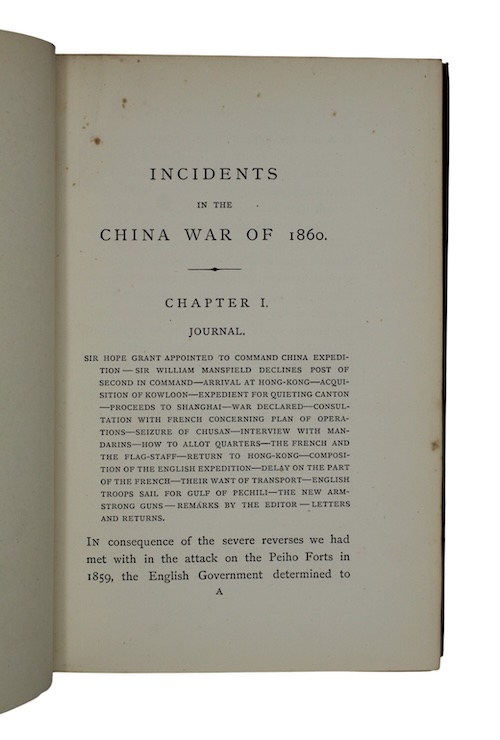 INCIDENTS
IN THE
CHINA WAR OF 1860.
CHAPTER I.
JOURNAL.
SIR HOPE GRANT APPOINTED TO COMMAND CHINA EXPEDI-
TION — SIR WILLIAM MANSFIELD DECLINES POST OF
SECOND IN COMMAND—ARRIVAL AT HONG-KONG—ACQUI-
SITION OF KOWLOON—EXPEDIENT FOR QUIETING CANTON
—PROCEEDS TO SHANGHAI—WAR DECLARED—CONSUL-
TATION WITH FRENCH CONCERNING PLAN OF OPERA-
TIONS—SEIZURE OF CHUSAN—INTERVIEW WITH MAN-
DARINS—HOW TO ALLOT QUARTERS—THE FRENCH AND
THE FLAG-STAFF—RETURN TO HONG-KONG—COMPOSI-
TION OF THE ENGLISH EXPEDITION—DELAY ON THE PART
OF THE FRENCH—THEIR WANT OF TRANSPORT—ENGLISH
TROOPS SAIL FOR GULF OF PECHILI—THE NEW ARM-
STRONG GUNS — REMARKS BY THE EDITOR — LETTERS
AND RETURNS.
IN consequence of the severe reverses we had
met with in the attack on the Peiho Forts in
1859, the English Government determined to
A